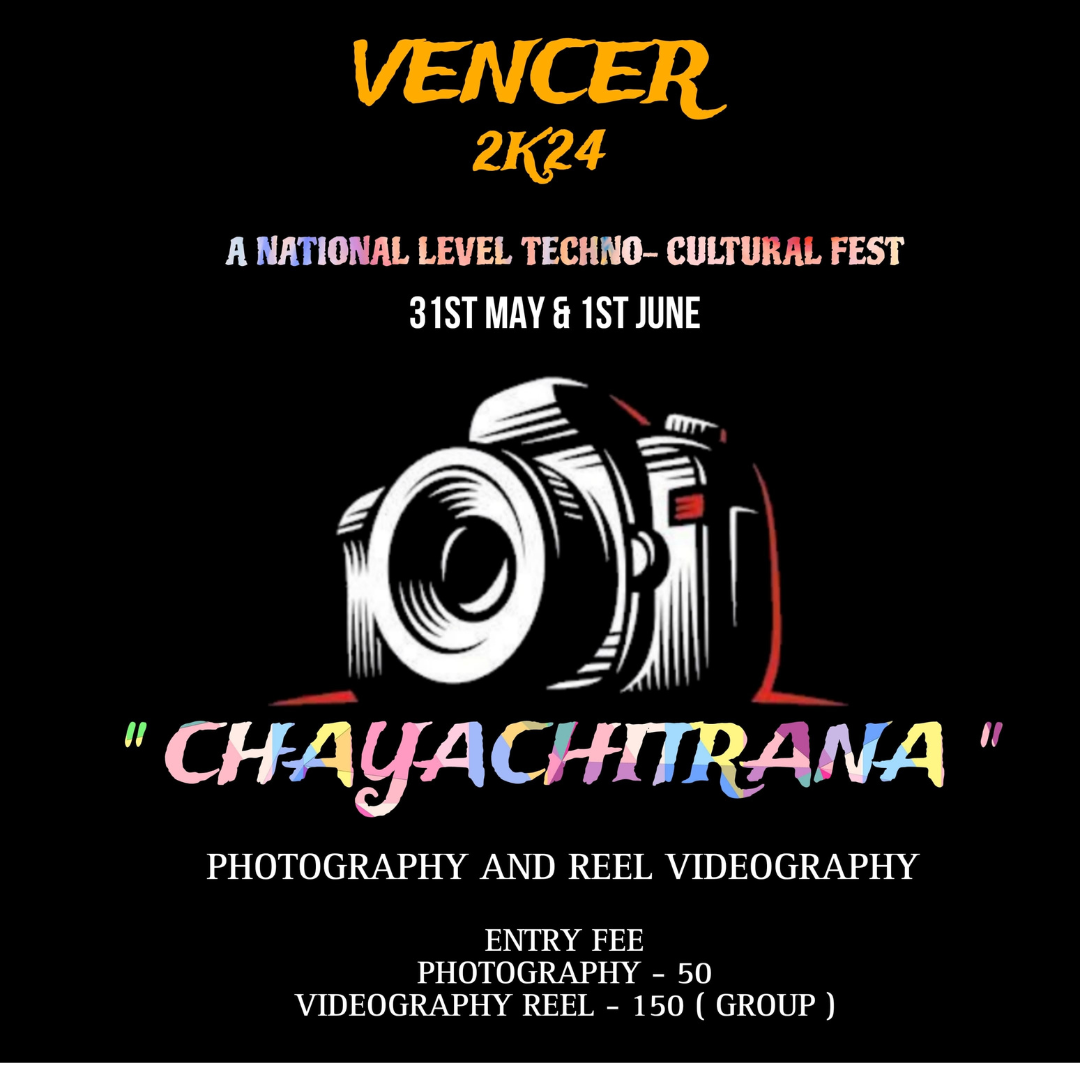 VENCER
2K24
A NATIONAL LEVEL TECHNO- CULTURAL FEST
31ST MAY & 1ST JUNE
" CHAYACHITRANA "
PHOTOGRAPHY AND REEL VIDEOGRAPHY
ENTRY FEE
PHOTOGRAPHY - 50
VIDEOGRAPHY REEL - 150 ( GROUP )